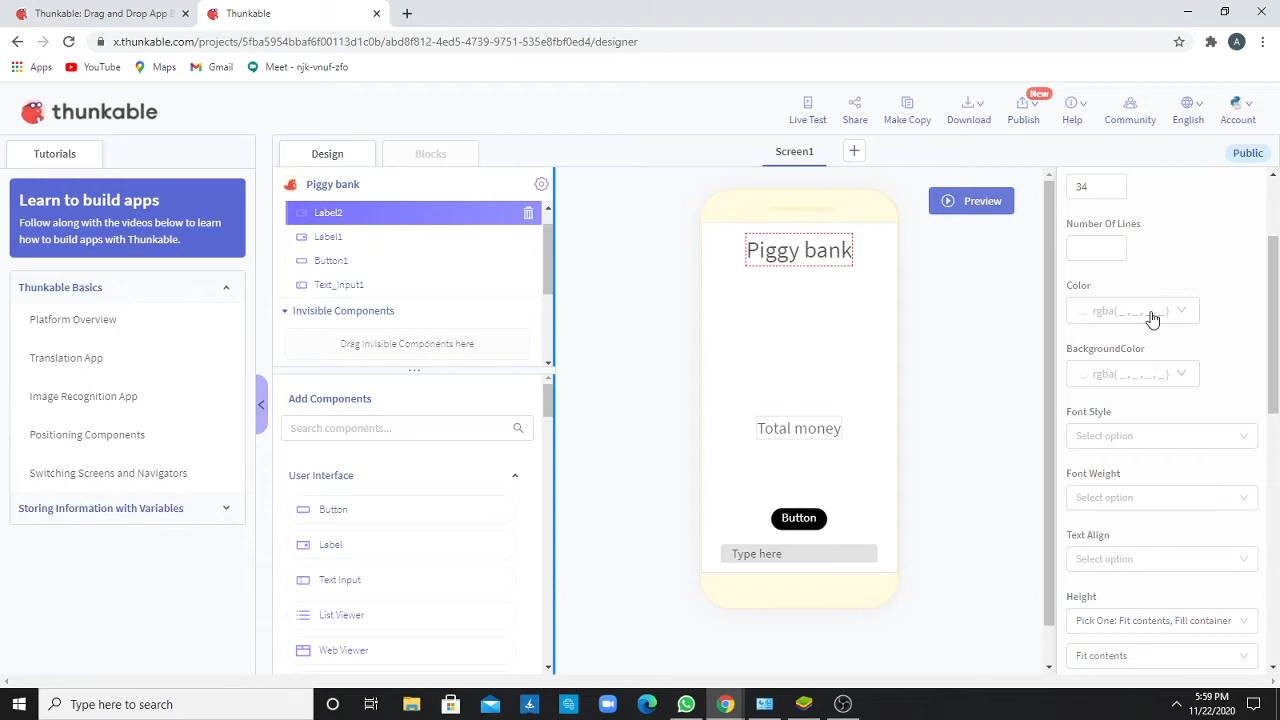 Thunkable: Drag and Drop App B
Thunkable
x.thunkable.com/projects/5fba5954bbaf6f00113d1c0b/abd8f812-4ed5-4739-9751-535e8fbf0ed4/designer
A
Apps
YouTube
Maps
Gmail
Meet - njk-vnuf-zfo
thunkable
Live Test
Share
Make Copy
Download
New
Publish
Help
Community
English
Account
Tutorials
Design
Blocks
Screen1
Public
Learn to build apps
Follow along with the videos below to learn
how to build apps with Thunkable.
Thunkable Basics
Platform Overview
Translation App
Image Recognition App
Positioning Components
Switching Screens and Navigators
Storing Information with Variables
Piggy bank
Label2
Label1
Button1
Text_Input1
Invisible Components
Drag Invisible Components here
Add Components
Search components...
User Interface
Button
Label
Text Input
List Viewer
Web Viewer
Preview
Piggy bank
Total money
Button
Type here
34
Number Of Lines
Color
rgba( _ , _ , _ , _ )
BackgroundColor
rgba( _ , _ , _ , _ )
Font Style
Select option
Font Weight
Select option
Text Align
Select option
Height
Pick One: Fit contents, Fill container
Fit contents
Type here to search
5:59 PM
11/22/2020